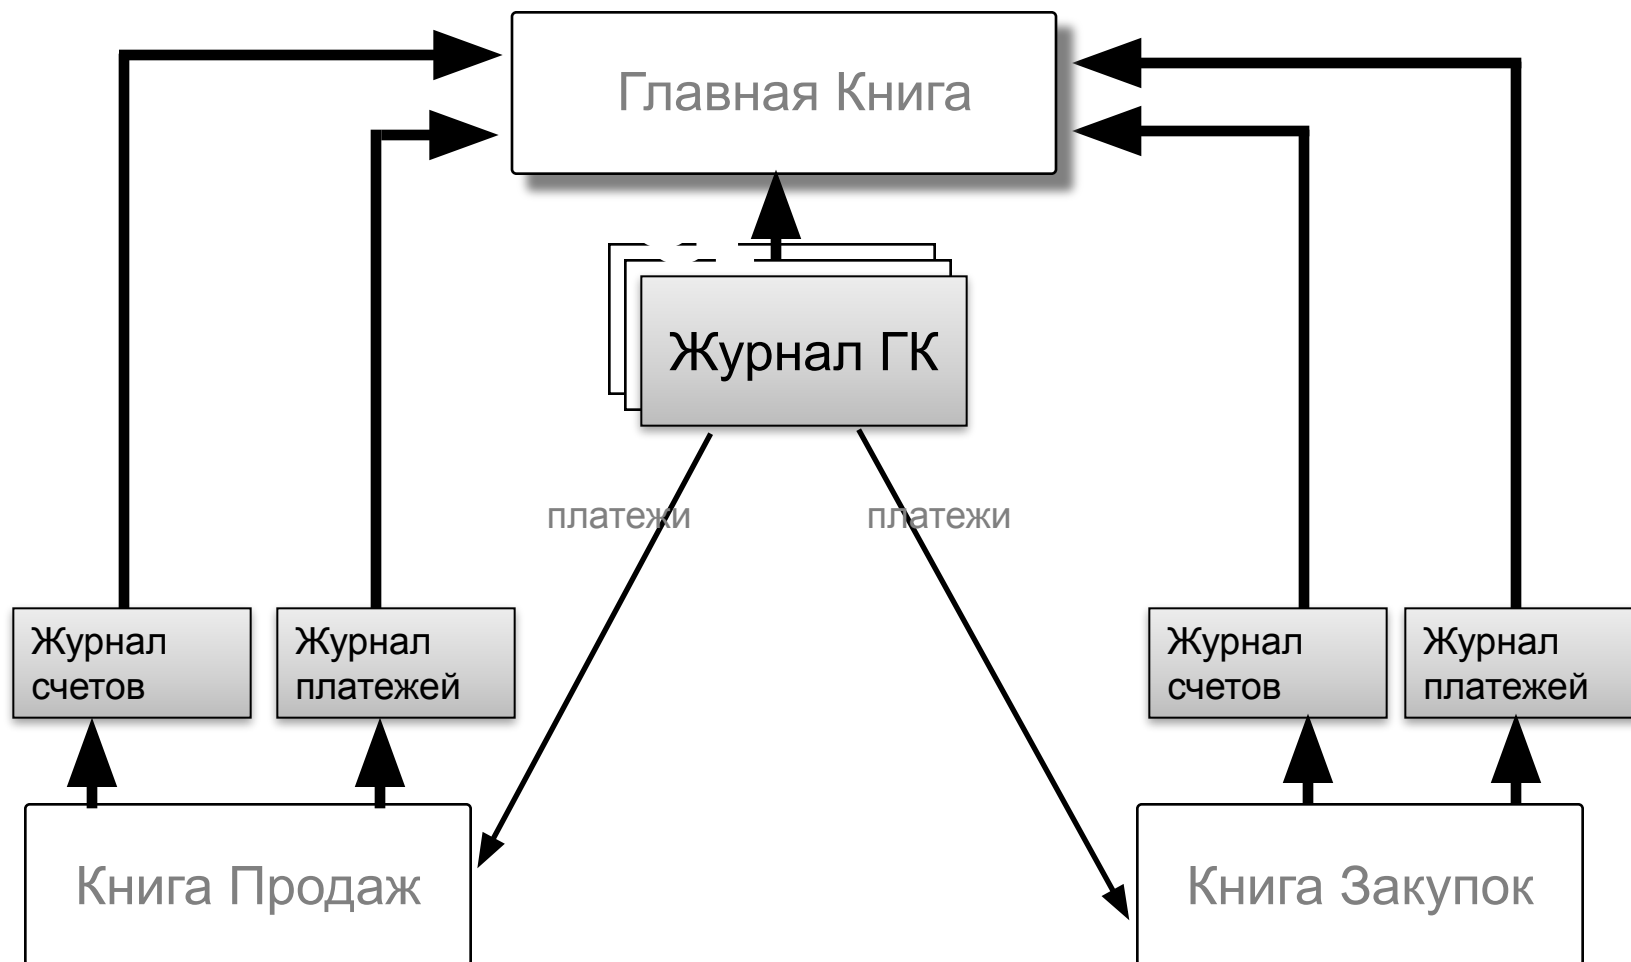 Главная Книга
Журнал ГК
платежи
платежи
Журнал
счетов
Журнал
платежей
Журнал
счетов
Журнал
платежей
Книга Продаж
Книга Закупок